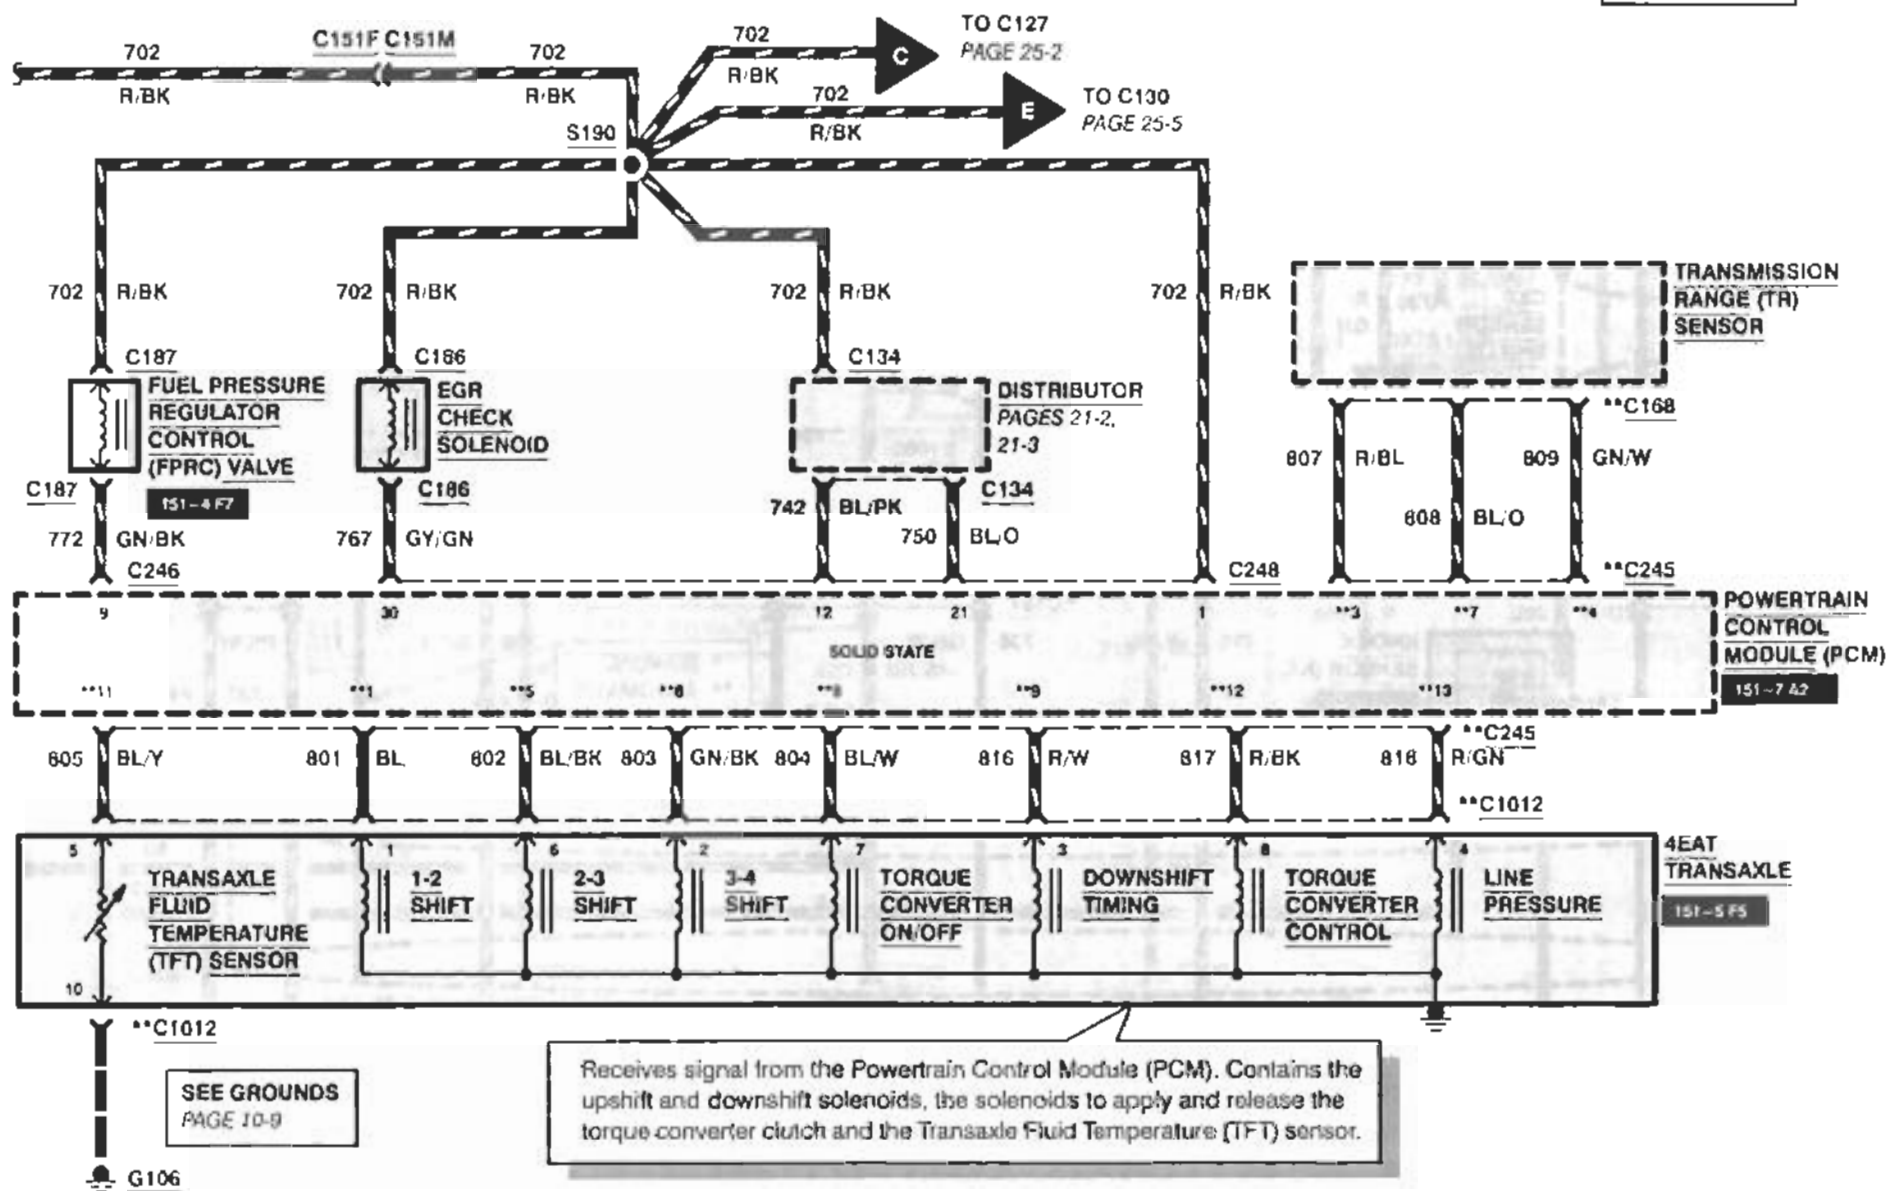 702
C151F C151M
702
R/BK
R/BK
702
R/BK
C
TO C127
PAGE 25-2
702
R/BK
E
TO C130
PAGE 25-5
S190
702 R/BK
702 R/BK
702 R/BK
702 R/BK
TRANSMISSION
RANGE (TR)
SENSOR
C187
C186
C134
FUEL PRESSURE
REGULATOR
CONTROL
(FPRC) VALVE
151-4 F7
EGR
CHECK
SOLENOID
DISTRIBUTOR
PAGES 21-2,
21-3
**C168
C187
C186
C134
807 R/BL
808 BL/O
809 GN/W
772 GN/BK
767 GY/GN
742 BL/PK
750 BL/O
C246
C248
**C245
9 30 12 21 1 **3 **7 **4
SOLID STATE
**11 **1 **5 **6 **8 **9 **12 **13
POWERTRAIN
CONTROL
MODULE (PCM)
151-7 A2
805 BL/Y
801 BL
802 BL/BK
803 GN/BK
804 BL/W
816 R/W
817 R/BK
818 R/GN
**C245
**C1012
5 1 6 2 7 3 8 4
TRANSAXLE
FLUID
TEMPERATURE
(TFT) SENSOR
1-2
SHIFT
2-3
SHIFT
3-4
SHIFT
TORQUE
CONVERTER
ON/OFF
DOWNSHIFT
TIMING
TORQUE
CONVERTER
CONTROL
LINE
PRESSURE
4EAT
TRANSAXLE
151-5 F5
10
**C1012
SEE GROUNDS
PAGE 10-9
G106
Receives signal from the Powertrain Control Module (PCM). Contains the
upshift and downshift solenoids, the solenoids to apply and release the
torque converter clutch and the Transaxle Fluid Temperature (TFT) sensor.